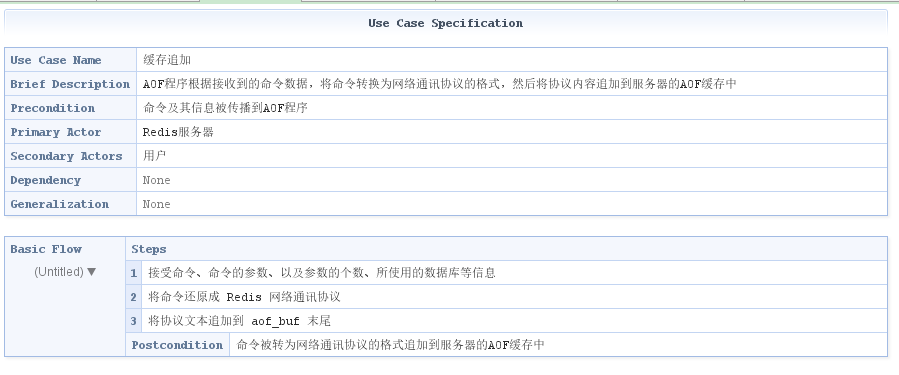 Use Case Specification
Use Case Name 缓存追加
Brief Description AOF程序根据接收到的命令数据，将命令转换为网络通讯协议的格式，然后将协议内容追加到服务器的AOF缓存中
Precondition 命令及其信息被传播到AOF程序
Primary Actor Redis服务器
Secondary Actors 用户
Dependency None
Generalization None
Basic Flow Steps
(Untitled) ▼ 1 接受命令、命令的参数、以及参数的个数、所使用的数据库等信息
2 将命令还原成 Redis 网络通讯协议
3 将协议文本追加到 aof_buf 末尾
Postcondition 命令被转为网络通讯协议的格式追加到服务器的AOF缓存中